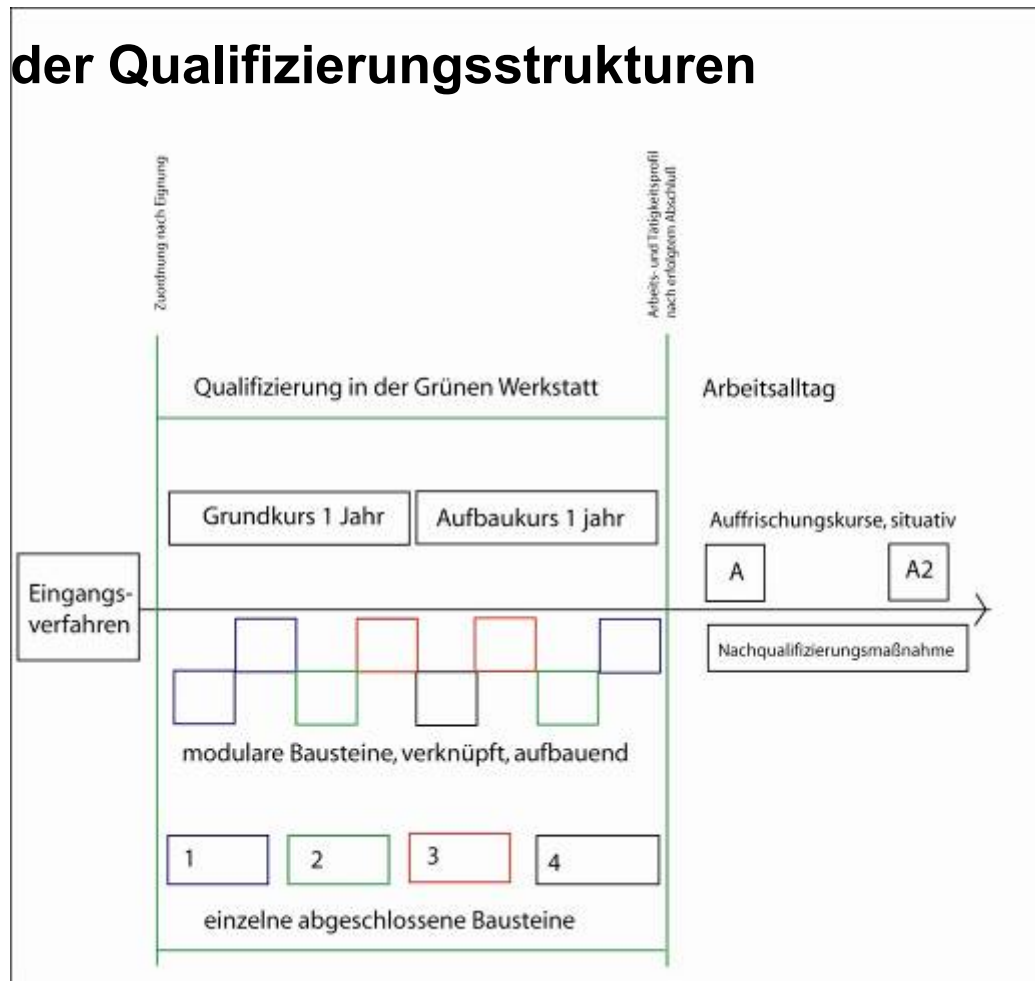 der Qualifizierungsstrukturen
Zuordnung nach Eignung
Arbeits- und Tätigkeitsprofil
nach erfolgtem Abschluß
Qualifizierung in der Grünen Werkstatt
Arbeitsalltag
Grundkurs 1 Jahr
Aufbaukurs 1 jahr
Auffrischungskurse, situativ
A
A2
Eingangs-
verfahren
Nachqualifizierungsmaßnahme
modulare Bausteine, verknüpft, aufbauend
1
2
3
4
einzelne abgeschlossene Bausteine